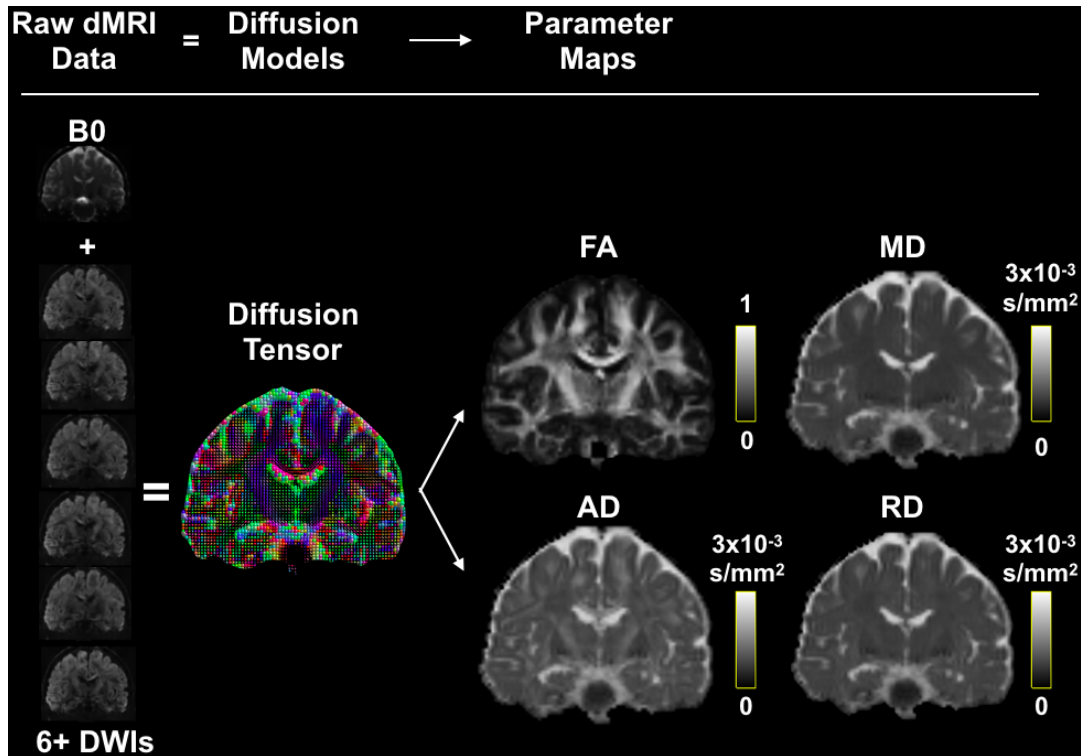 Raw dMRI = Diffusion → Parameter
Data Models Maps
B0
+
FA MD
3x10⁻³
s/mm²
1
Diffusion
Tensor
=
0
0
AD RD
3x10⁻³ 3x10⁻³
s/mm² s/mm²
0 0
6+ DWIs